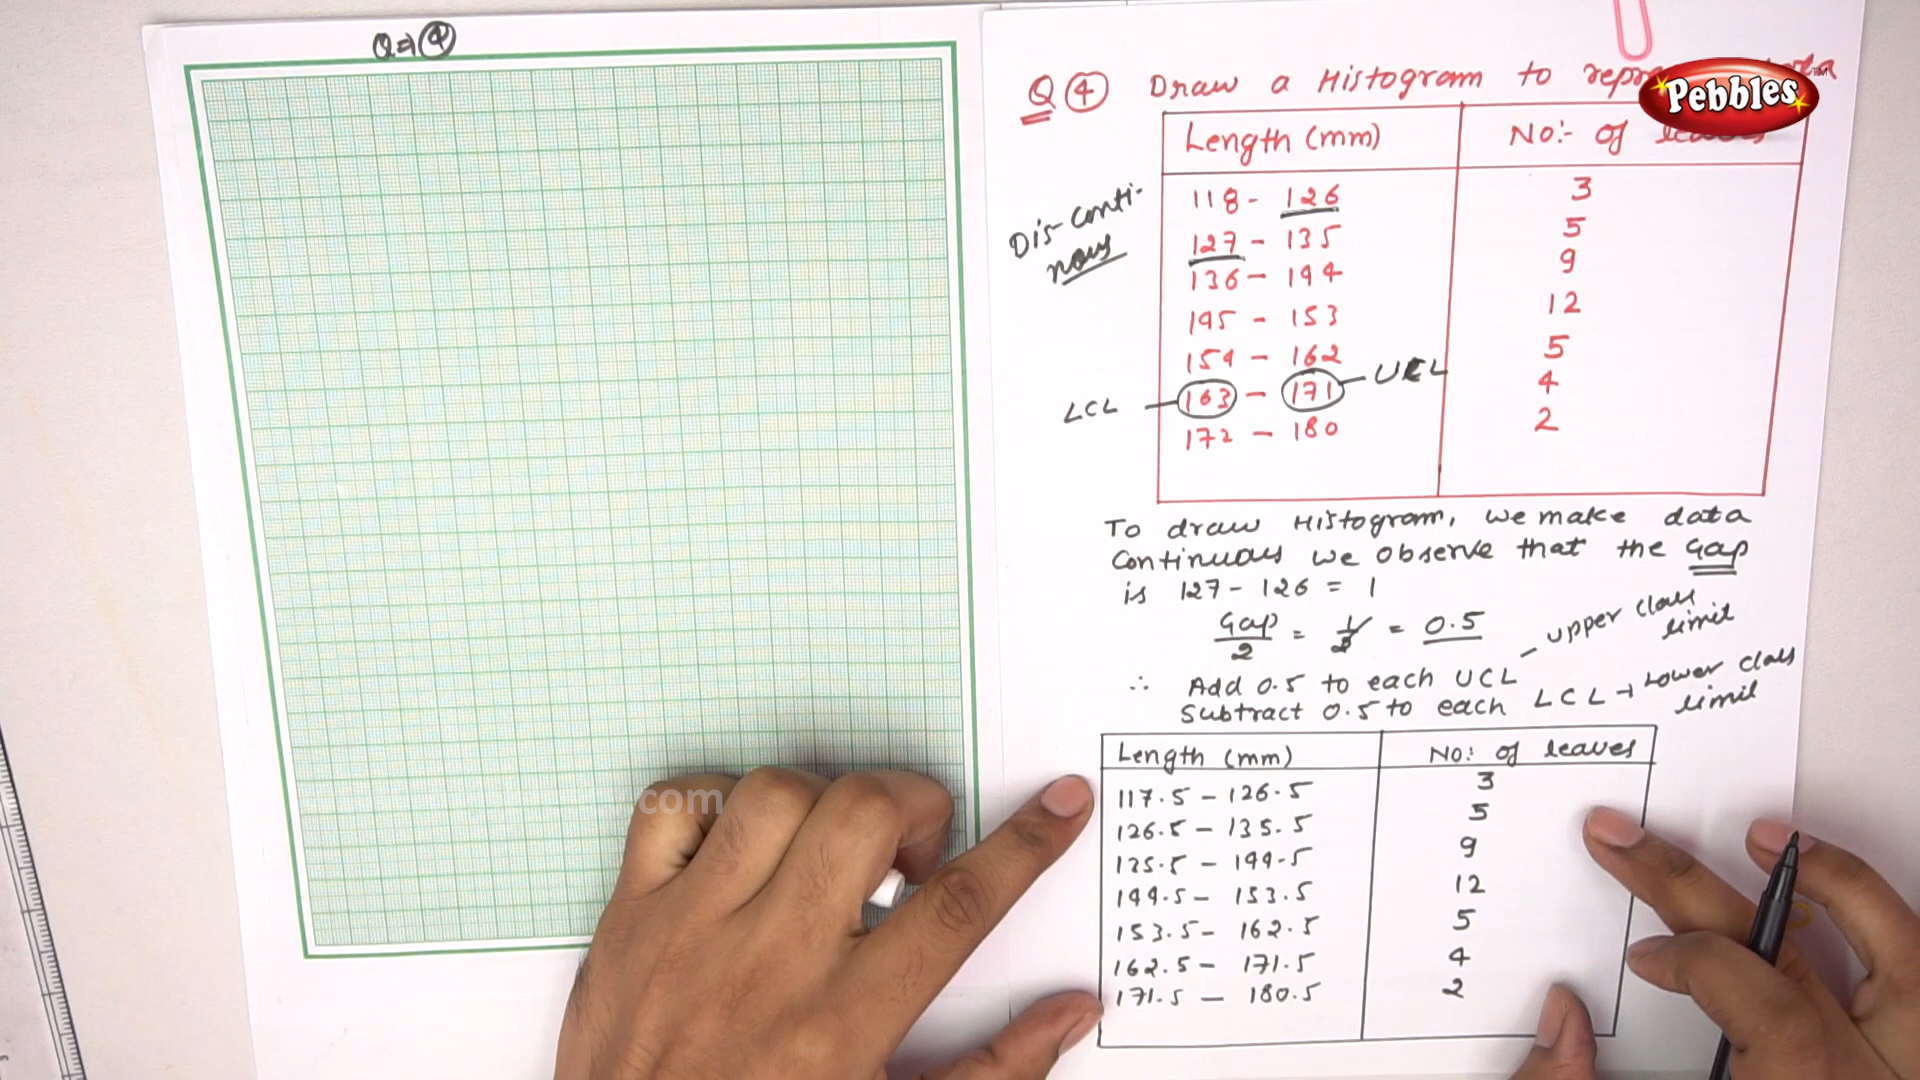 Q⇒④
Q ④ Draw a Histogram to
Pebbles™
Length (mm) No:- of leaves
118 - 126 3
127 - 135 5
136 - 144 9
145 - 153 12
154 - 162 5
163 - 171 4
172 - 180 2
Dis-conti-
nous
LCL
UCL
To draw Histogram, we make data
continuous we observe that the Gap
is 127 - 126 = 1
Gap/2 = 1/2 = 0.5
∴ Add 0.5 to each UCL - upper class limit
Subtract 0.5 to each LCL → Lower class limit
Length (mm) No: of leaves
117.5 - 126.5 3
126.5 - 135.5 5
135.5 - 144.5 9
144.5 - 153.5 12
153.5 - 162.5 5
162.5 - 171.5 4
171.5 - 180.5 2
.com